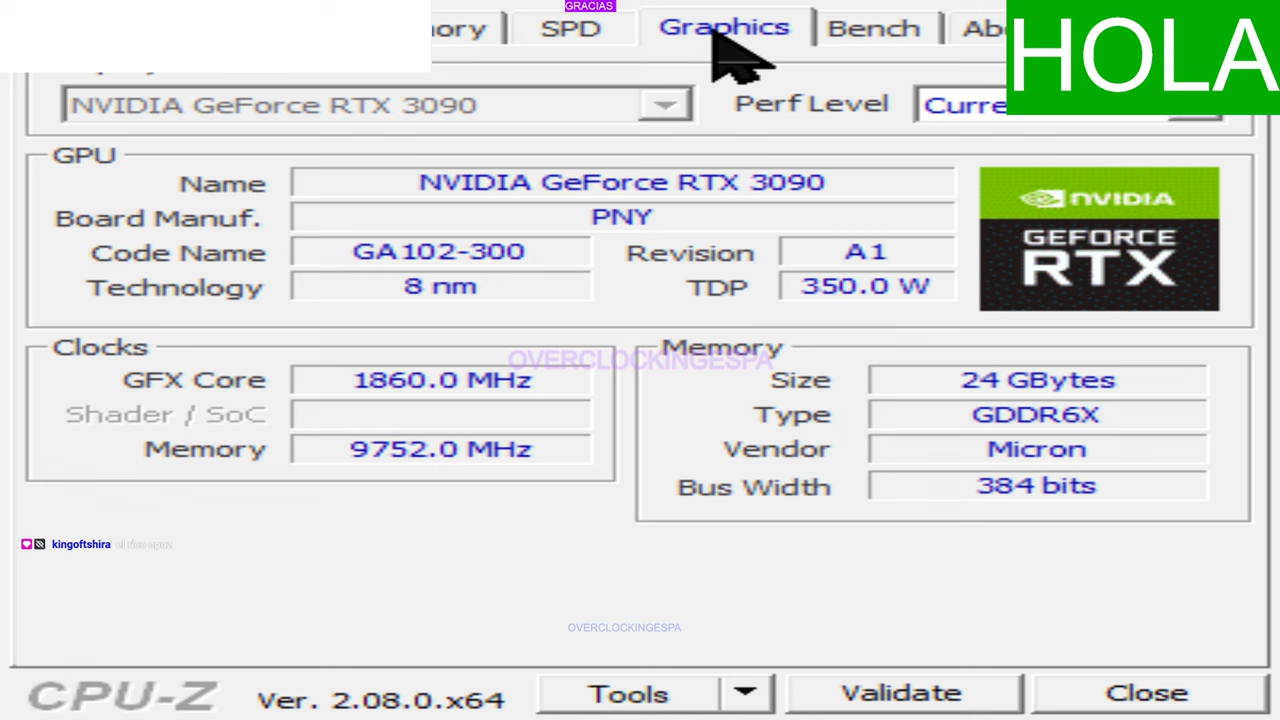 GRACIAS
SPD
Graphics
Bench
HOLA
NVIDIA GeForce RTX 3090
Perf Level
GPU
Name
NVIDIA GeForce RTX 3090
Board Manuf.
PNY
Code Name
GA102-300
Revision
A1
Technology
8 nm
TDP
350.0 W
NVIDIA
GEFORCE
RTX
Clocks
GFX Core
1860.0 MHz
Shader / SoC
Memory
9752.0 MHz
OVERCLOCKINGESPA
Memory
Size
24 GBytes
Type
GDDR6X
Vendor
Micron
Bus Width
384 bits
kingoftshira
OVERCLOCKINGESPA
CPU-Z
Ver. 2.08.0.x64
Tools
Validate
Close